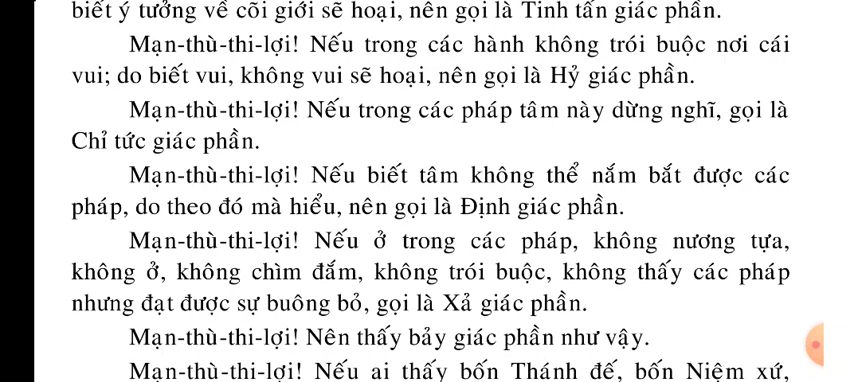 biết ý tưởng về cõi giới sẽ hoại, nên gọi là Tinh tấn giác phần.
Mạn-thù-thi-lợi! Nếu trong các hành không trói buộc nơi cái
vui; do biết vui, không vui sẽ hoại, nên gọi là Hỷ giác phần.
Mạn-thù-thi-lợi! Nếu trong các pháp tâm này dừng nghĩ, gọi là
Chỉ tức giác phần.
Mạn-thù-thi-lợi! Nếu biết tâm không thể nắm bắt được các
pháp, do theo đó mà hiểu, nên gọi là Định giác phần.
Mạn-thù-thi-lợi! Nếu ở trong các pháp, không nương tựa,
không ở, không chìm đắm, không trói buộc, không thấy các pháp
nhưng đạt được sự buông bỏ, gọi là Xả giác phần.
Mạn-thù-thi-lợi! Nên thấy bảy giác phần như vậy.
Mạn-thù-thi-lợi! Nếu ai thấy bốn Thánh đế, bốn Niệm xứ,